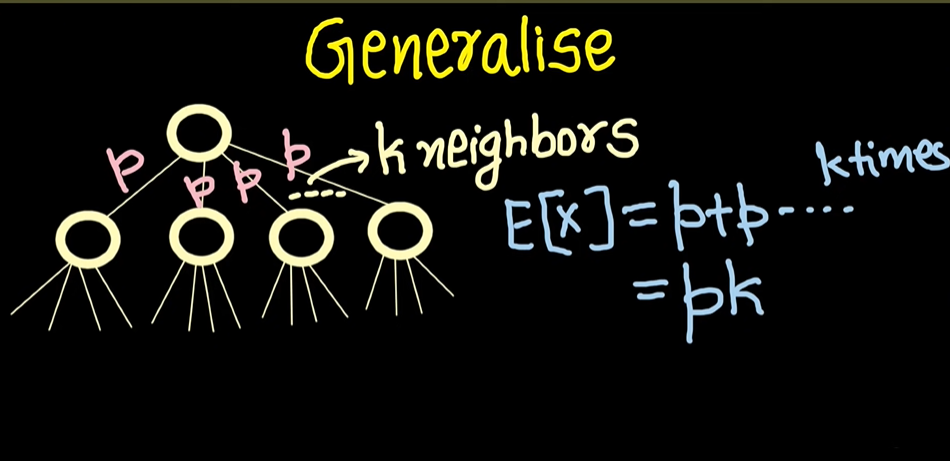 Generalise
p p p p
k neighbors
k times
E[X] = p+p----
= pk